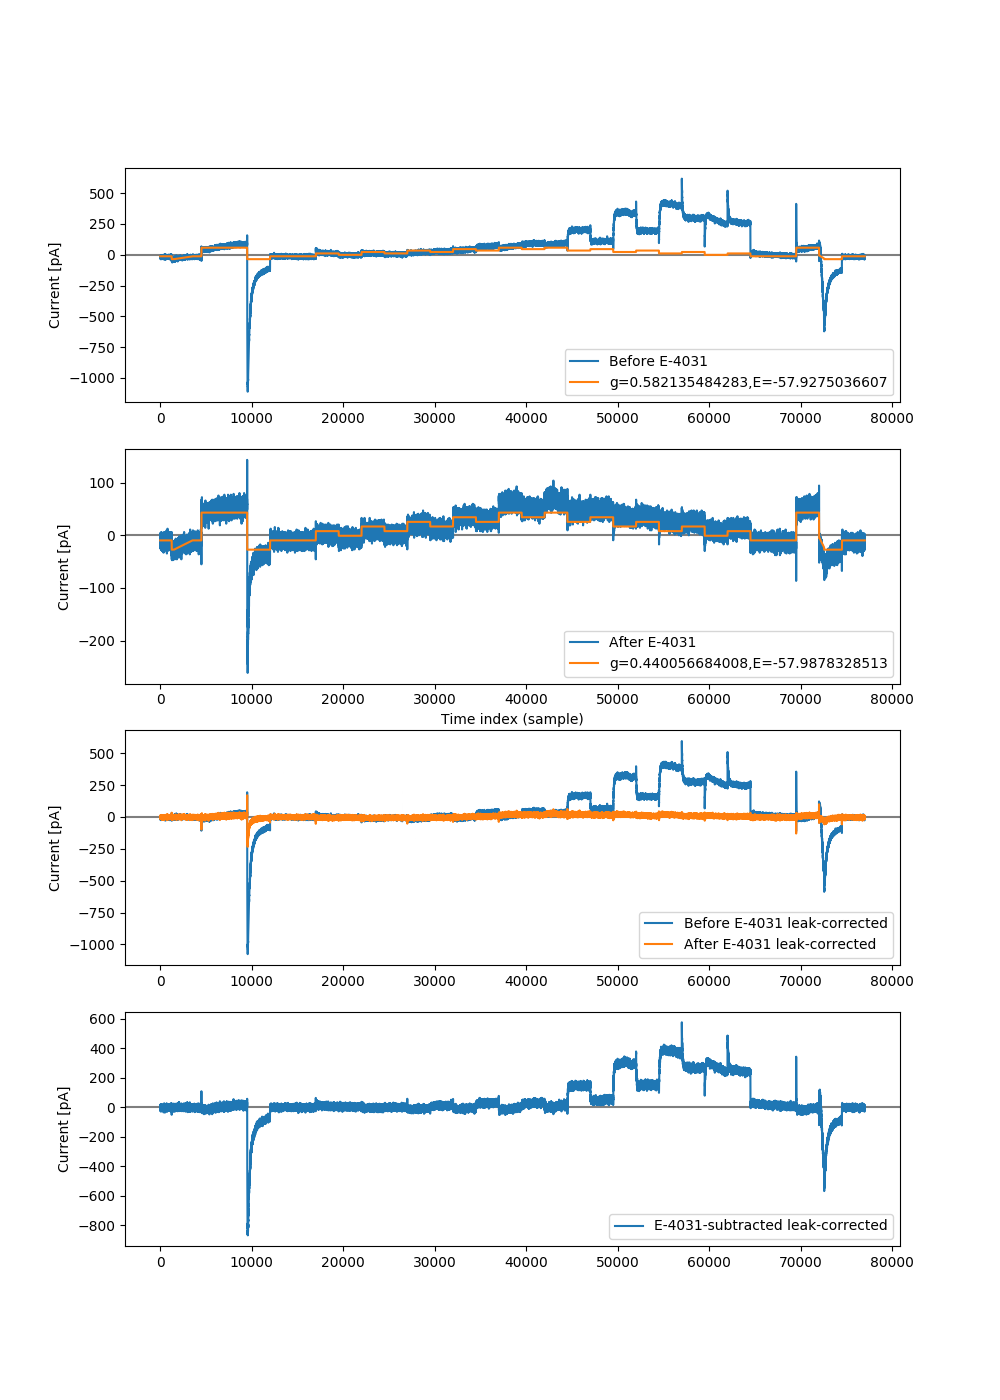 500
250
0
−250
−500
−750
−1000
Current [pA]
Before E-4031
g=0.582135484283,E=-57.9275036607
0 10000 20000 30000 40000 50000 60000 70000 80000
100
0
−100
−200
Current [pA]
After E-4031
g=0.440056684008,E=-57.9878328513
0 10000 20000 30000 40000 50000 60000 70000 80000
Time index (sample)
500
250
0
−250
−500
−750
−1000
Current [pA]
Before E-4031 leak-corrected
After E-4031 leak-corrected
0 10000 20000 30000 40000 50000 60000 70000 80000
600
400
200
0
−200
−400
−600
−800
Current [pA]
E-4031-subtracted leak-corrected
0 10000 20000 30000 40000 50000 60000 70000 80000